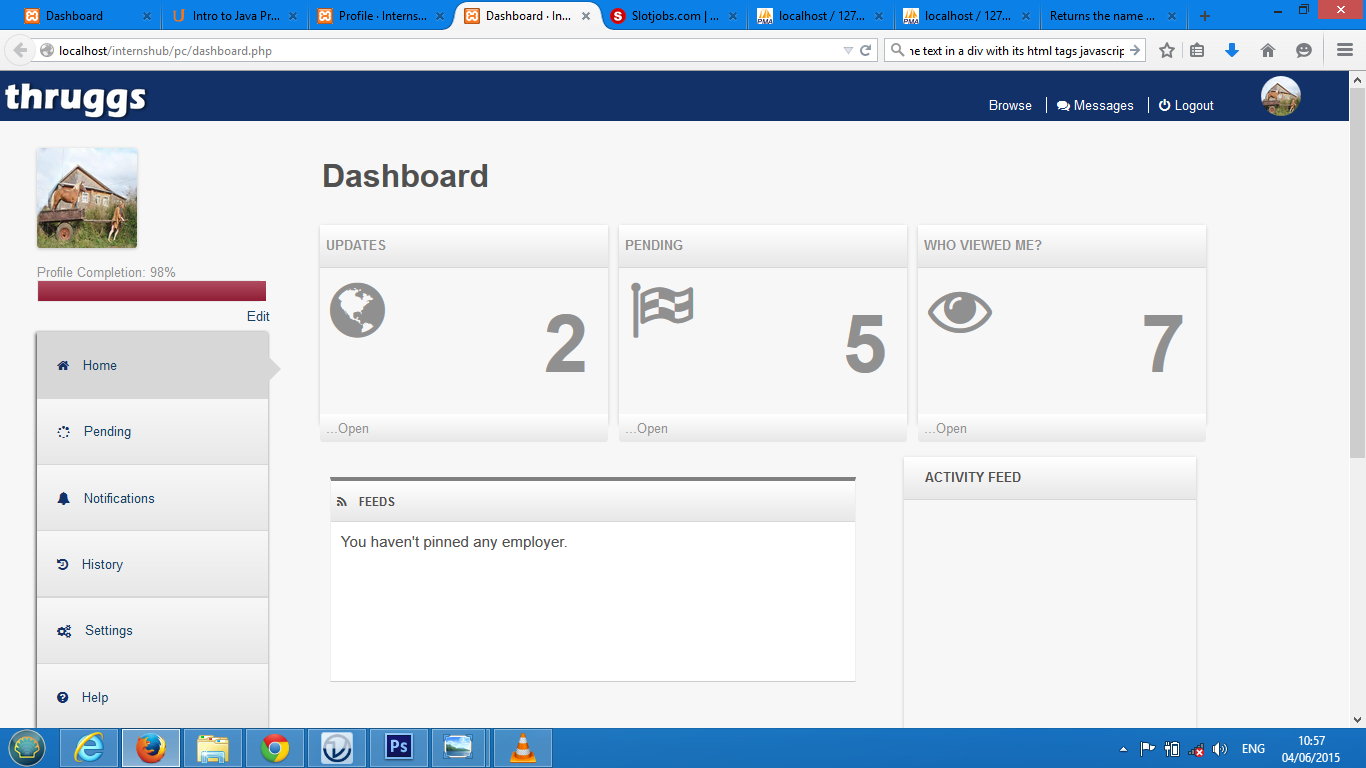 Dashboard
Intro to Java Pr...
Profile · Interns...
Dashboard · In...
Slotjobs.com | ...
localhost / 127...
localhost / 127...
Returns the name ...
localhost/internshub/pc/dashboard.php
he text in a div with its html tags javascrip
thruggs
Browse
Messages
Logout
Profile Completion: 98%
Edit
Home
Pending
Notifications
History
Settings
Help
Dashboard
UPDATES
2
...Open
PENDING
5
...Open
WHO VIEWED ME?
7
...Open
FEEDS
You haven't pinned any employer.
ACTIVITY FEED
Ps
ENG
10:57
04/06/2015